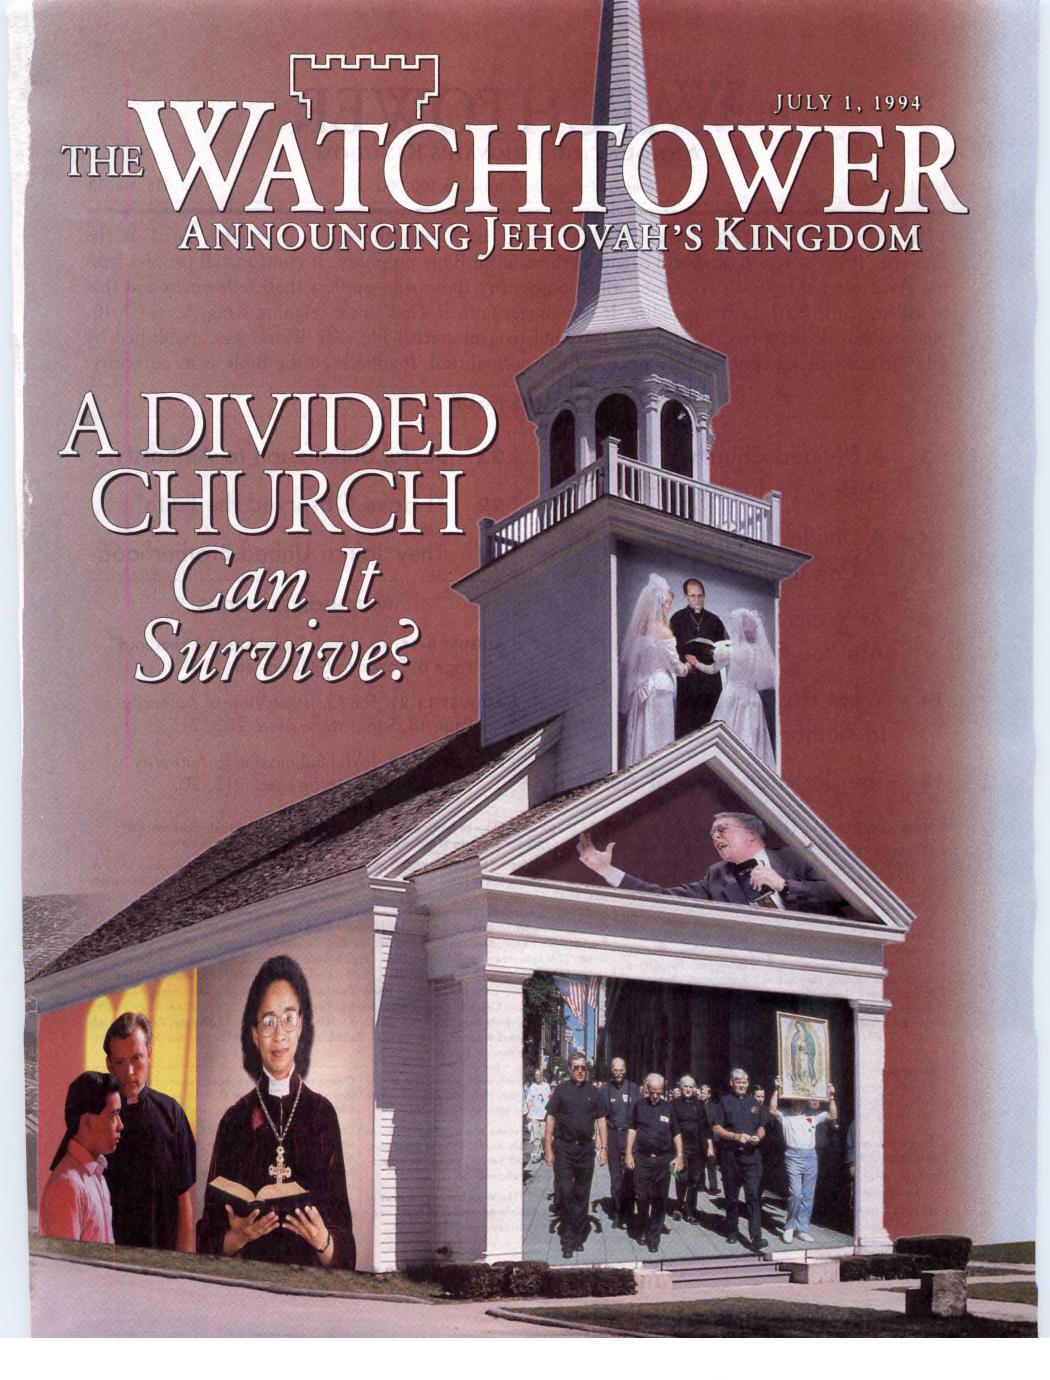 JULY 1, 1994
THE WATCHTOWER
ANNOUNCING JEHOVAH'S KINGDOM
A DIVIDED
CHURCH
Can It
Survive?